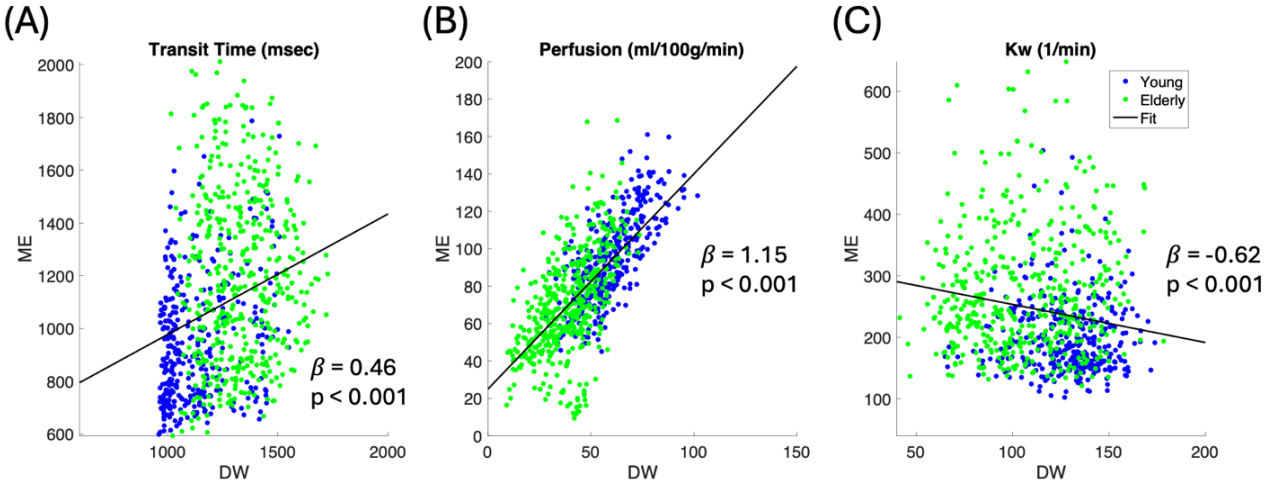 (A)
Transit Time (msec)
2000
1800
1600
1400
1200
1000
800
600
ME
1000
1500
2000
DW
β = 0.46
p < 0.001
(B)
Perfusion (ml/100g/min)
200
180
160
140
120
100
80
60
40
20
0
ME
0
50
100
150
DW
β = 1.15
p < 0.001
(C)
Kw (1/min)
600
500
400
300
200
100
ME
50
100
150
200
DW
Young
Elderly
Fit
β = -0.62
p < 0.001